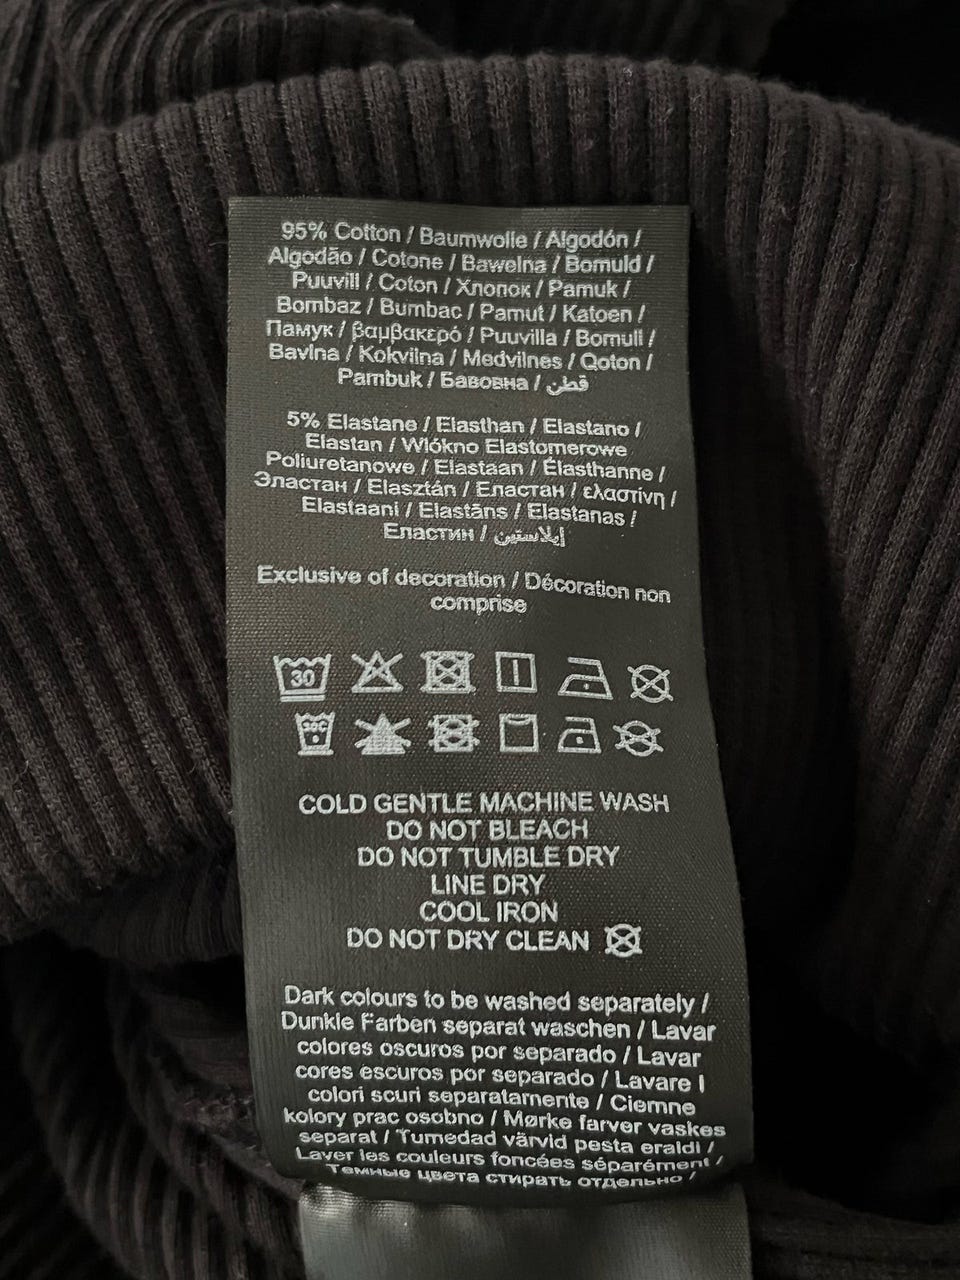 95% Cotton / Baumwolle / Algodón /
Algodão / Cotone / Bawełna / Bomuld /
Puuvill / Coton / Хлопок / Pamuk /
Bombaz / Bumbac / Pamut / Katoen /
Памук / βαμβακερό / Puuvilla / Bomull /
Bavlna / Kokvilna / Medvilnes / Qoton /
Pambuk / Бавовна / قطن
5% Elastane / Elasthan / Elastano /
Elastan / Włókno Elastomerowe
Poliuretanowe / Elastaan / Élasthanne /
Эластан / Elasztán / Еластан / ελαστίνη /
Elastaani / Elastāns / Elastanas /
Еластин / إيلاستين
Exclusive of decoration / Décoration non
comprise
30
30C
COLD GENTLE MACHINE WASH
DO NOT BLEACH
DO NOT TUMBLE DRY
LINE DRY
COOL IRON
DO NOT DRY CLEAN
Dark colours to be washed separately /
Dunkle Farben separat waschen / Lavar
colores oscuros por separado / Lavar
cores escuros por separado / Lavare I
colori scuri separatamente / Ciemne
kolory prac osobno / Mørke farver vaskes
separat / Tumedad värvid pesta eraldi /
Laver les couleurs foncées séparément /
Темные цвета стирать отдельно /